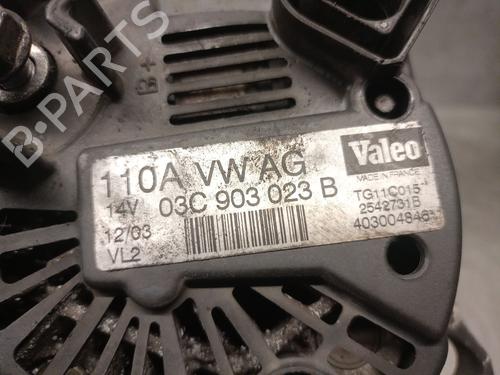 B+
B-PARTS
110A VW AG
Valeo
MADE IN FRANCE
14V 03C 903 023 B
TG11C015
12/03
2542731B
403004846
VL2